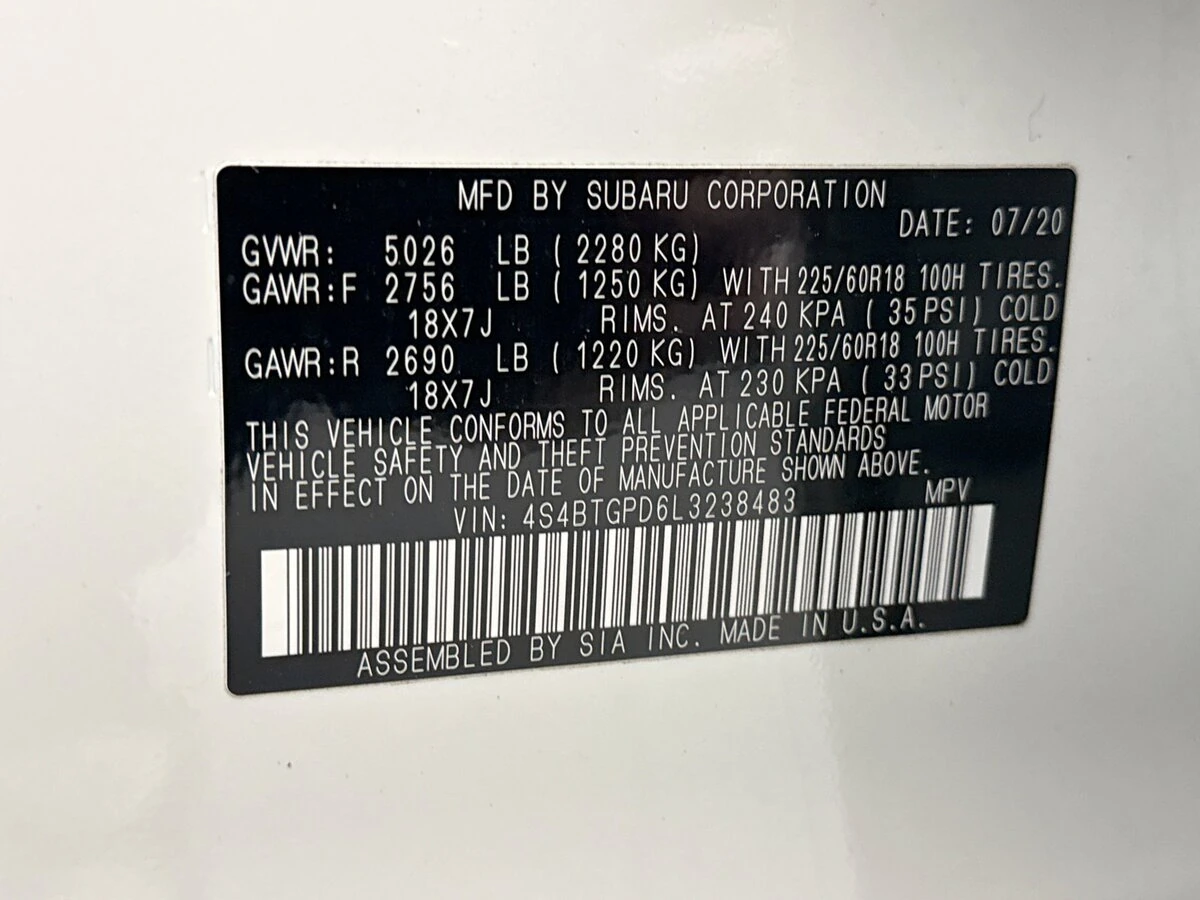 MFD BY SUBARU CORPORATION
DATE: 07/20
GVWR: 5026 LB ( 2280 KG)
GAWR:F 2756 LB ( 1250 KG) WITH 225/60R18 100H TIRES.
18X7J RIMS. AT 240 KPA ( 35 PSI) COLD
GAWR:R 2690 LB ( 1220 KG) WITH 225/60R18 100H TIRES.
18X7J RIMS. AT 230 KPA ( 33 PSI) COLD
THIS VEHICLE CONFORMS TO ALL APPLICABLE FEDERAL MOTOR
VEHICLE SAFETY AND THEFT PREVENTION STANDARDS
IN EFFECT ON THE DATE OF MANUFACTURE SHOWN ABOVE.
VIN: 4S4BTGPD6L3238483 MPV
ASSEMBLED BY SIA INC. MADE IN U.S.A.